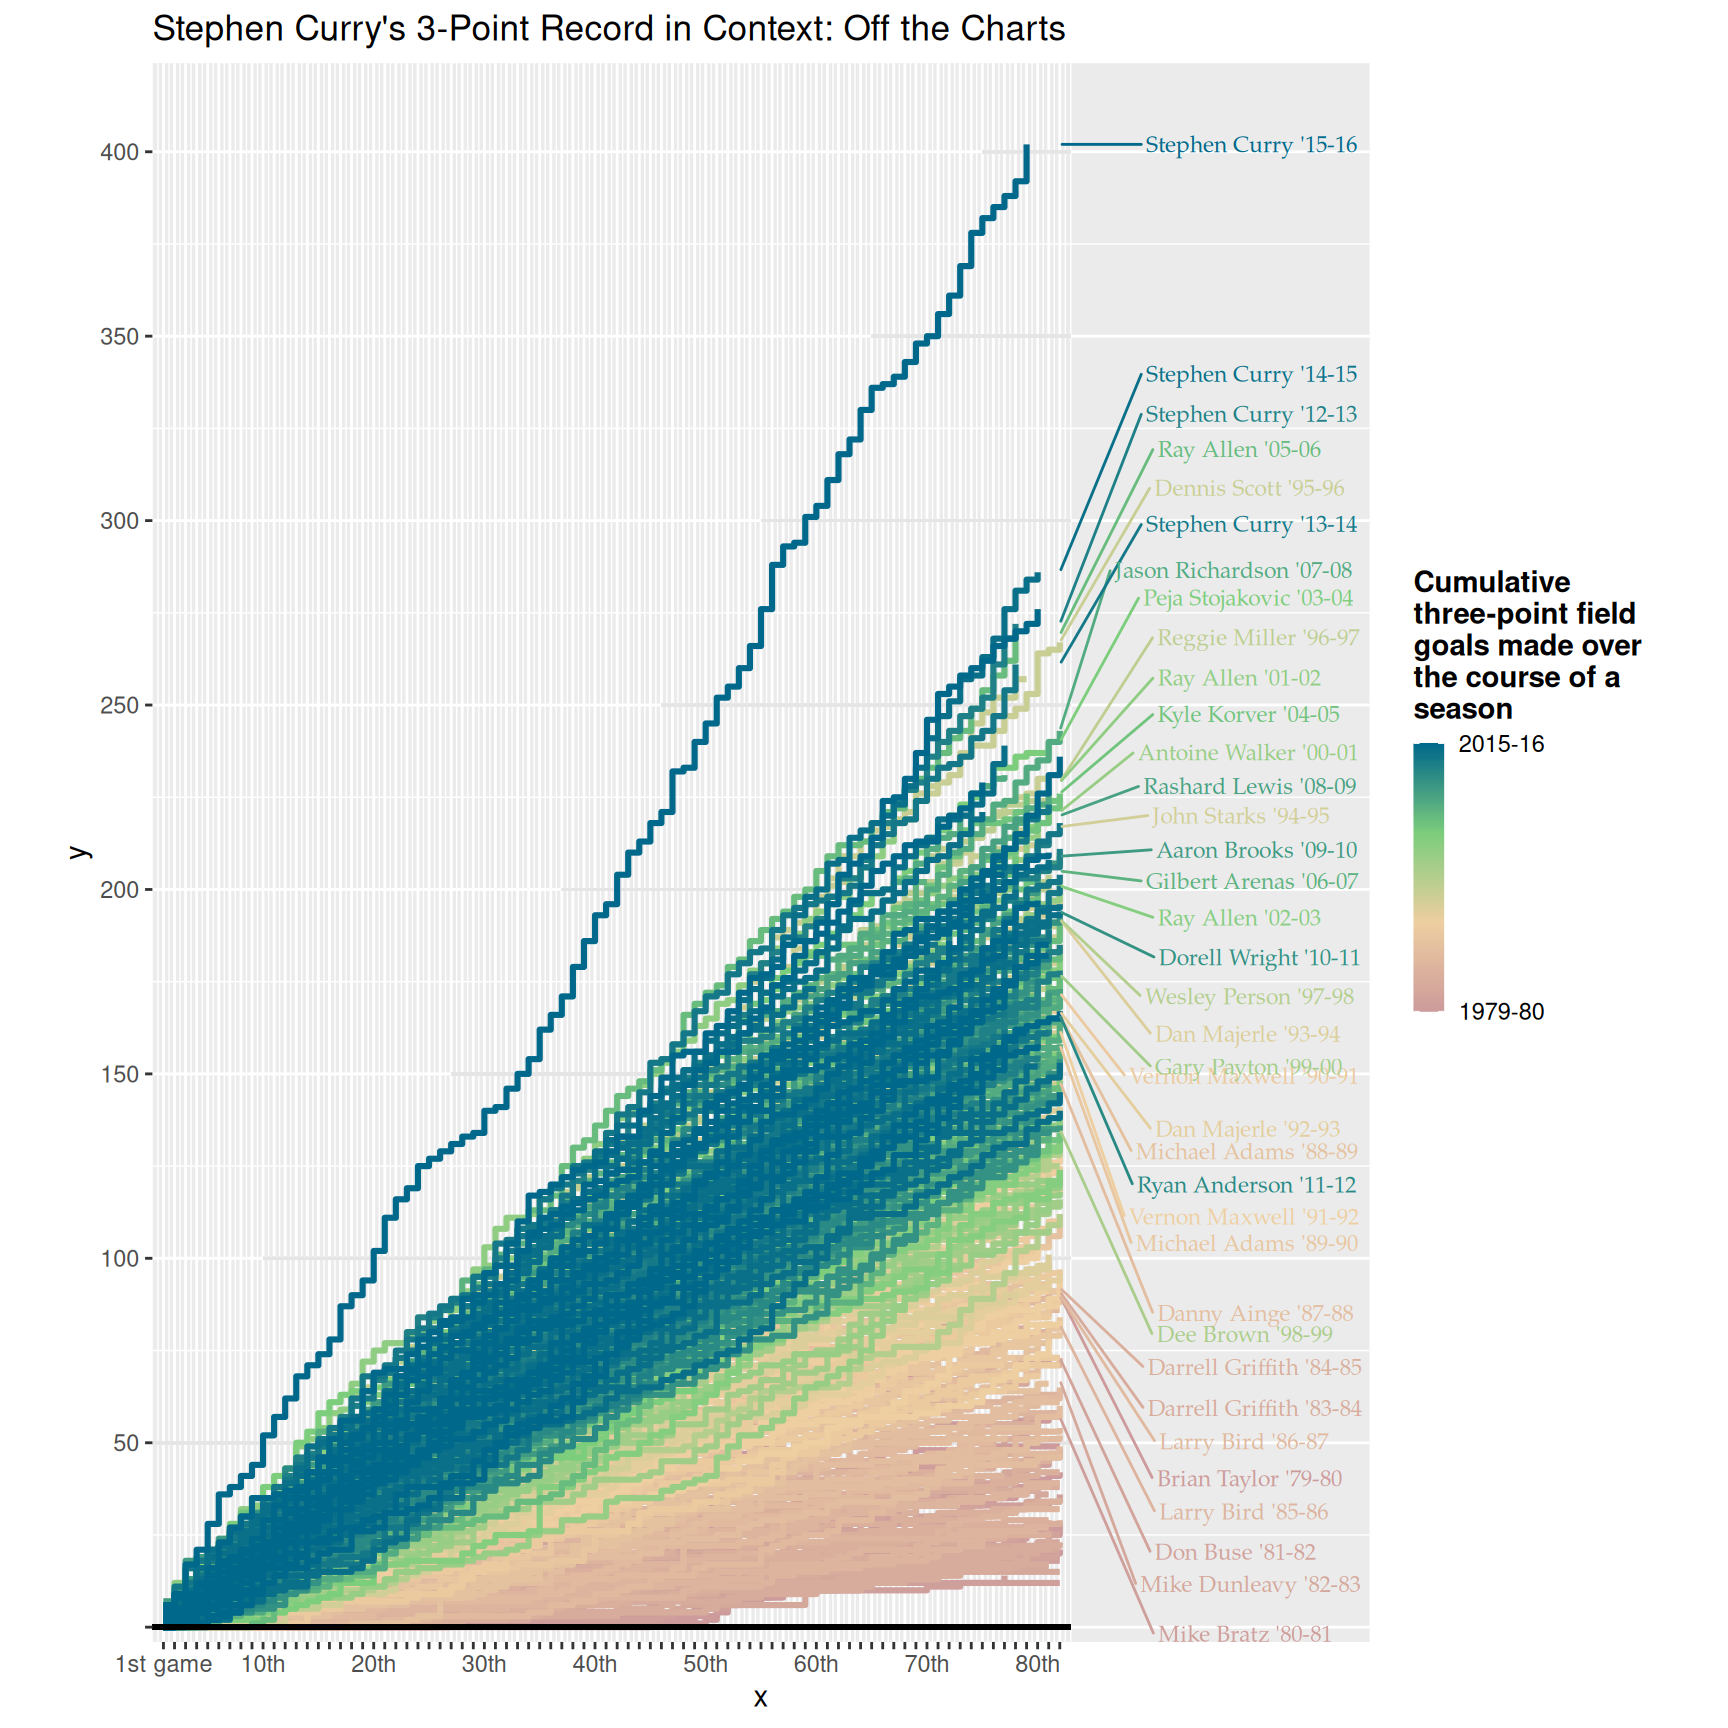 Stephen Curry's 3-Point Record in Context: Off the Charts
400
350
300
250
200
150
100
50
y
1st game
10th
20th
30th
40th
50th
60th
70th
80th
x
Stephen Curry '15-16
Stephen Curry '14-15
Stephen Curry '12-13
Ray Allen '05-06
Dennis Scott '95-96
Stephen Curry '13-14
Jason Richardson '07-08
Peja Stojakovic '03-04
Reggie Miller '96-97
Ray Allen '01-02
Kyle Korver '04-05
Antoine Walker '00-01
Rashard Lewis '08-09
John Starks '94-95
Aaron Brooks '09-10
Gilbert Arenas '06-07
Ray Allen '02-03
Dorell Wright '10-11
Wesley Person '97-98
Dan Majerle '93-94
Gary Payton '99-00
Vernon Maxwell '90-91
Dan Majerle '92-93
Michael Adams '88-89
Ryan Anderson '11-12
Vernon Maxwell '91-92
Michael Adams '89-90
Danny Ainge '87-88
Dee Brown '98-99
Darrell Griffith '84-85
Darrell Griffith '83-84
Larry Bird '86-87
Brian Taylor '79-80
Larry Bird '85-86
Don Buse '81-82
Mike Dunleavy '82-83
Mike Bratz '80-81
Cumulative
three-point field
goals made over
the course of a
season
2015-16
1979-80